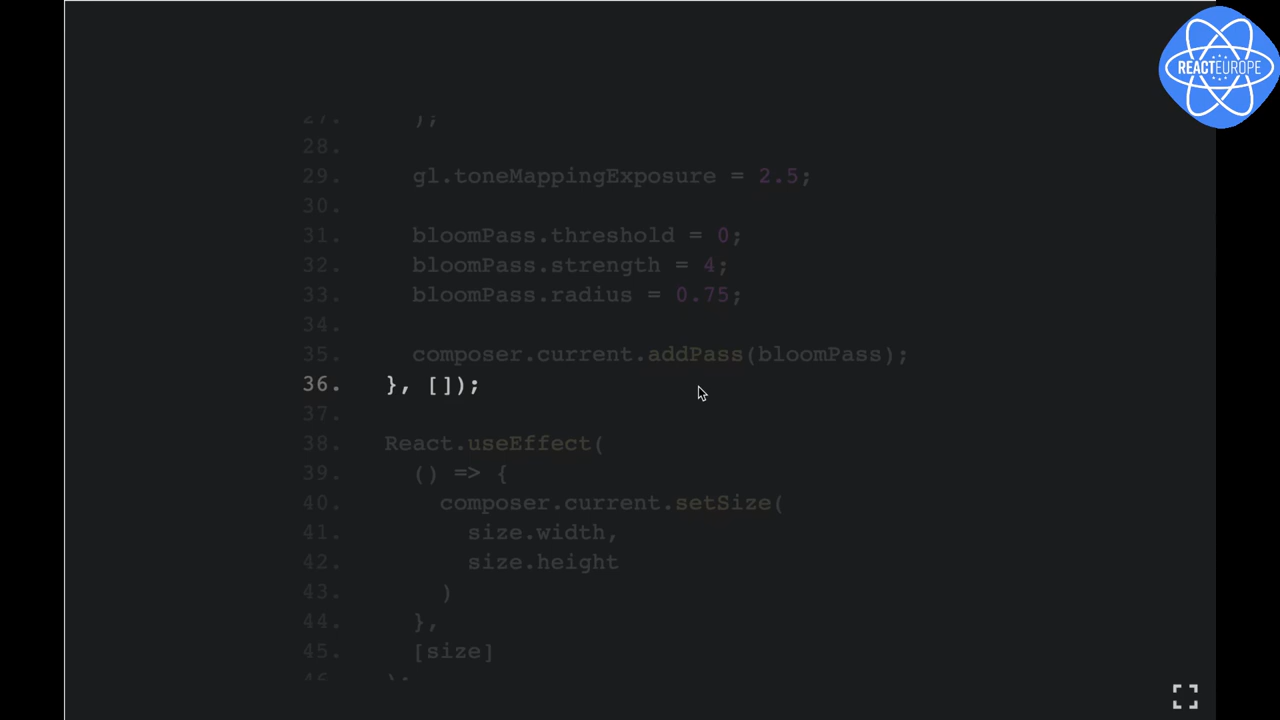 REACTEUROPE
27. );
28.
29. gl.toneMappingExposure = 2.5;
30.
31. bloomPass.threshold = 0;
32. bloomPass.strength = 4;
33. bloomPass.radius = 0.75;
34.
35. composer.current.addPass(bloomPass);
36. }, []);
37.
38. React.useEffect(
39. () => {
40. composer.current.setSize(
41. size.width,
42. size.height
43. )
44. },
45. [size]
46. );